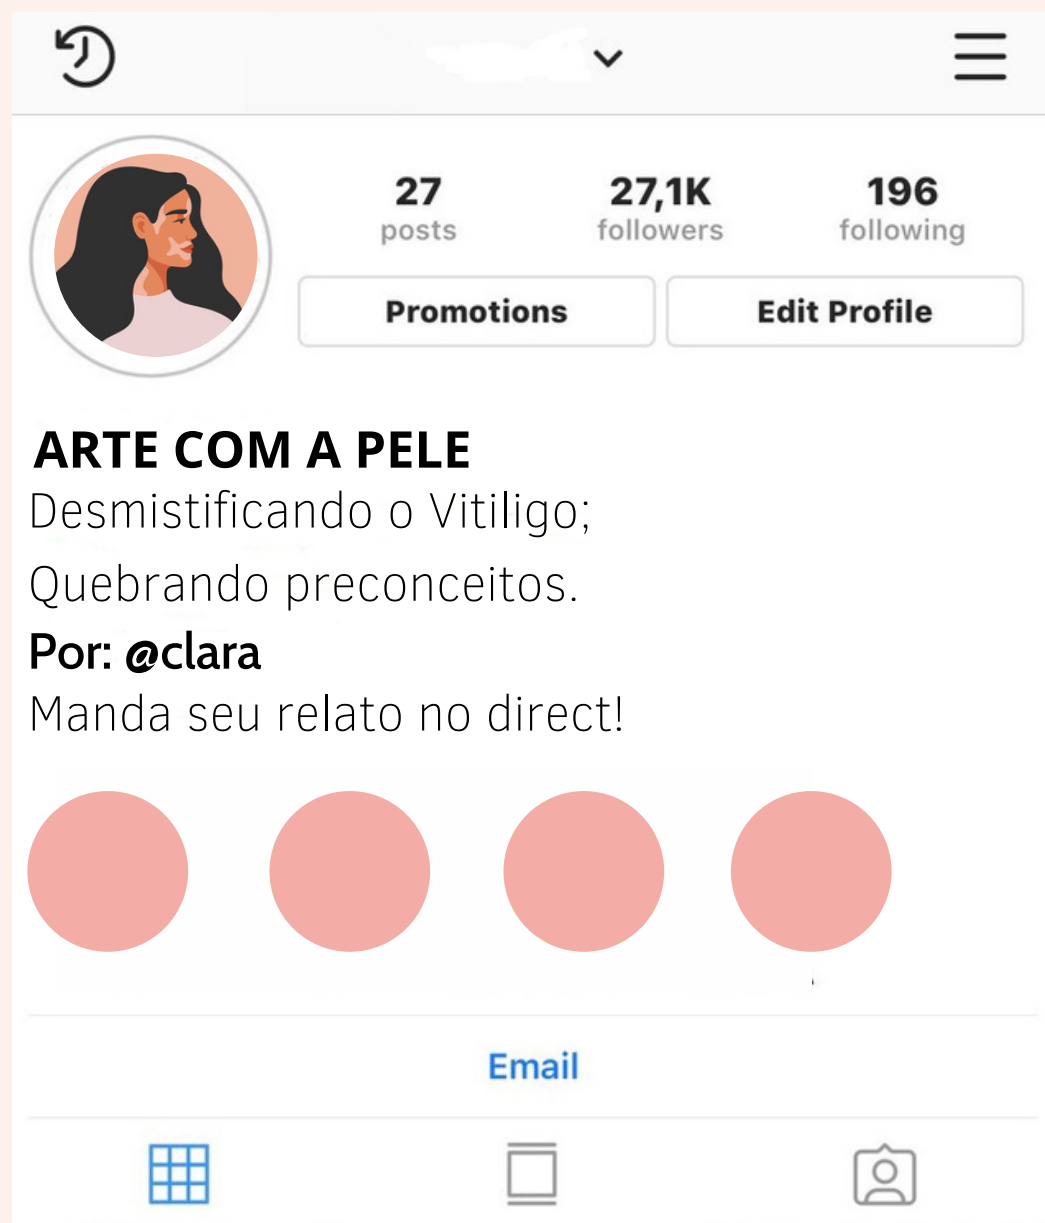 27 27,1K 196
posts followers following
Promotions Edit Profile
ARTE COM A PELE
Desmistificando o Vitiligo;
Quebrando preconceitos.
Por: @clara
Manda seu relato no direct!
Email